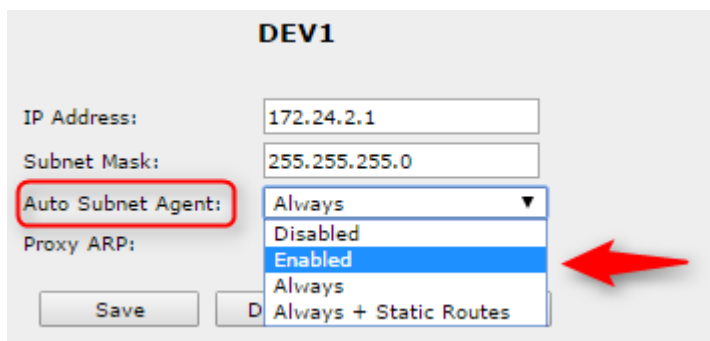 DEV1
IP Address: 172.24.2.1
Subnet Mask: 255.255.255.0
Auto Subnet Agent: Always
Disabled
Proxy ARP:
Enabled
Always
Save D Always + Static Routes